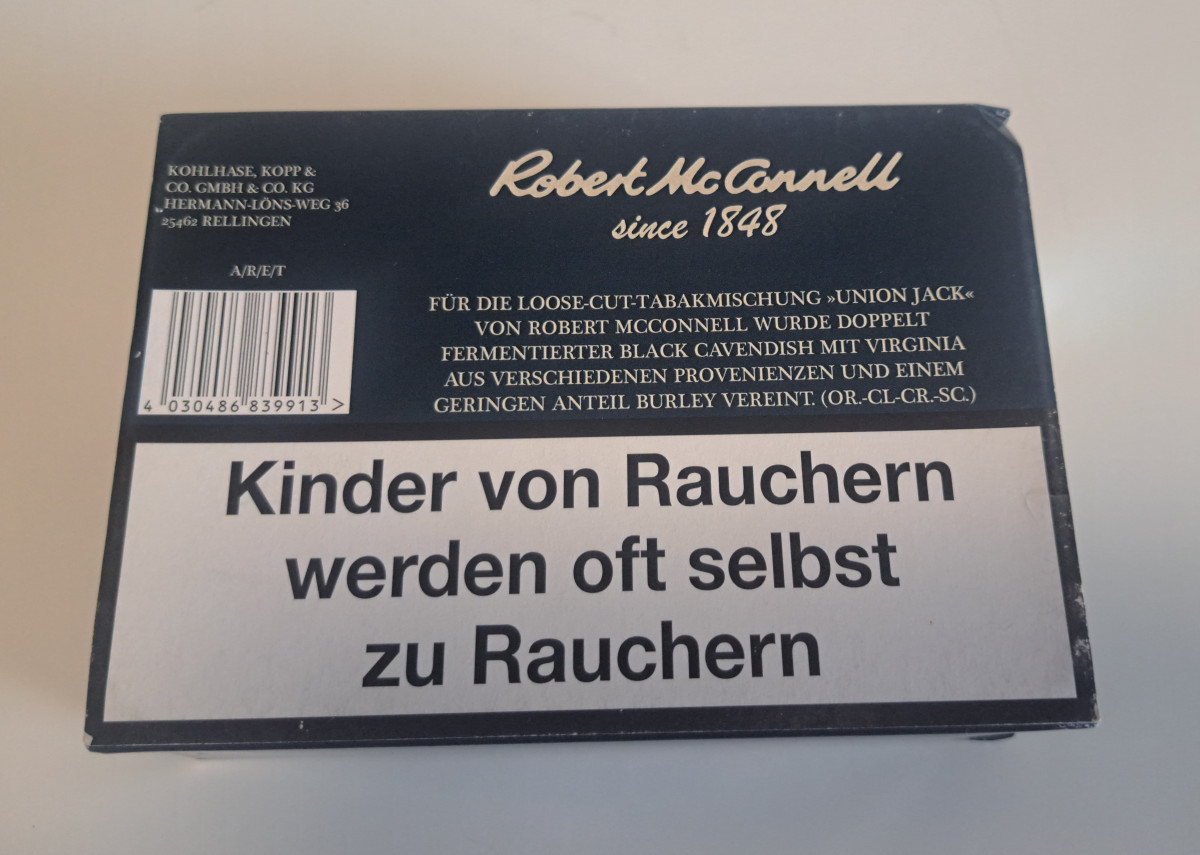 KOHLHASE, KOPP &
CO. GMBH & CO. KG
HERMANN-LÖNS-WEG 36
25462 RELLINGEN
A/R/E/T
4 030486 839913 >
Robert McConnell
since 1848
FÜR DIE LOOSE-CUT-TABAKMISCHUNG »UNION JACK«
VON ROBERT MCCONNELL WURDE DOPPELT
FERMENTIERTER BLACK CAVENDISH MIT VIRGINIA
AUS VERSCHIEDENEN PROVENIENZEN UND EINEM
GERINGEN ANTEIL BURLEY VEREINT. (OR.-CL-CR.-SC.)
Kinder von Rauchern
werden oft selbst
zu Rauchern